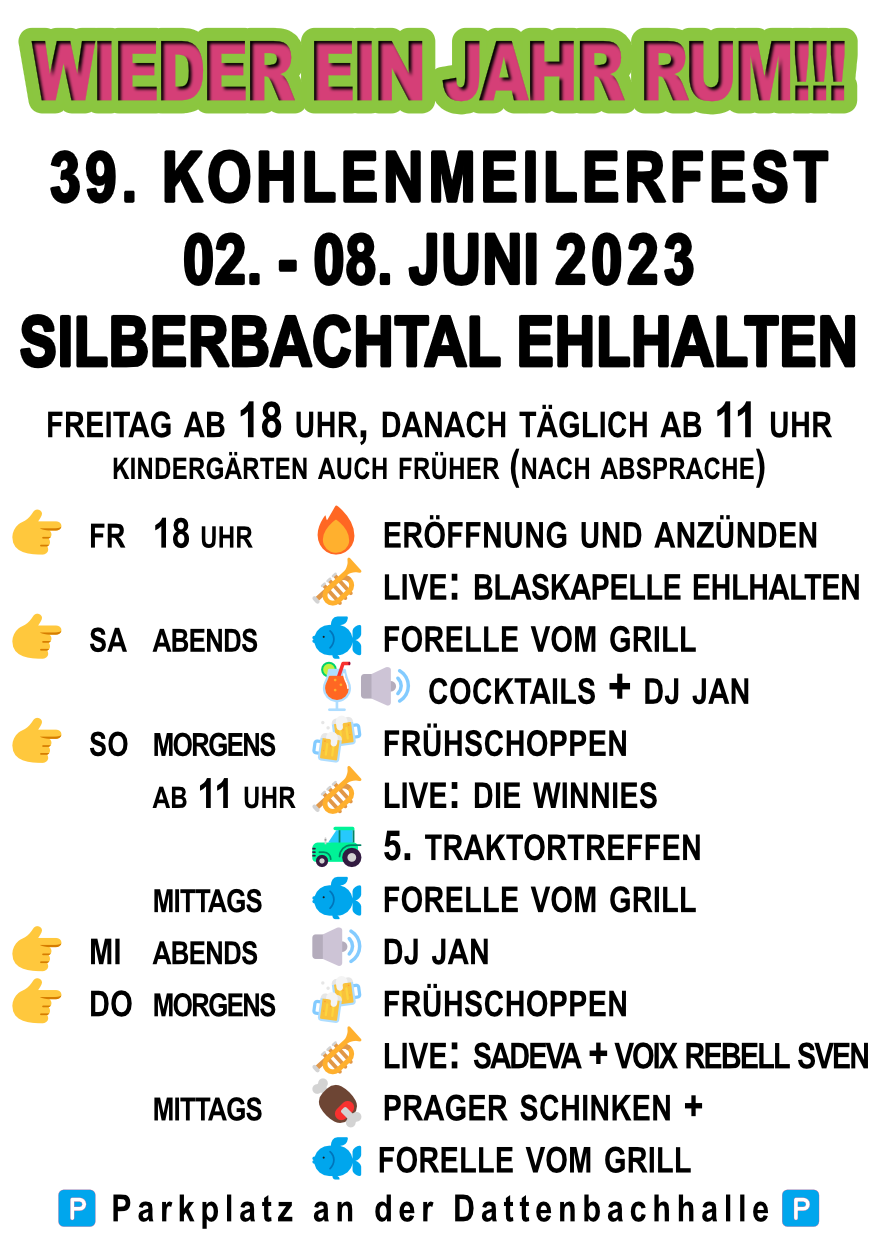 WIEDER EIN JAHR RUM!!!
39. KOHLENMEILERFEST
02. - 08. JUNI 2023
SILBERBACHTAL EHLHALTEN
FREITAG AB 18 UHR, DANACH TÄGLICH AB 11 UHR
KINDERGÄRTEN AUCH FRÜHER (NACH ABSPRACHE)
FR 18 UHR ERÖFFNUNG UND ANZÜNDEN
LIVE: BLASKAPELLE EHLHALTEN
SA ABENDS FORELLE VOM GRILL
COCKTAILS + DJ JAN
SO MORGENS FRÜHSCHOPPEN
AB 11 UHR LIVE: DIE WINNIES
5. TRAKTORTREFFEN
MITTAGS FORELLE VOM GRILL
MI ABENDS DJ JAN
DO MORGENS FRÜHSCHOPPEN
LIVE: SADEVA + VOIX REBELL SVEN
MITTAGS PRAGER SCHINKEN +
FORELLE VOM GRILL
P Parkplatz an der Dattenbachhalle P